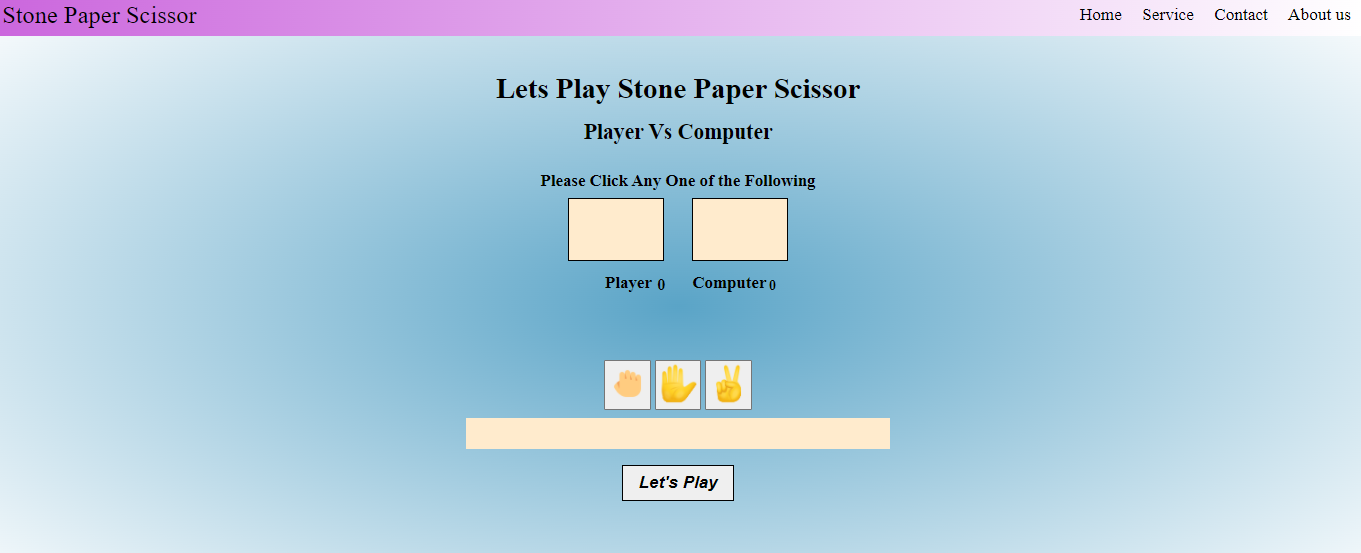 Stone Paper Scissor Home Service Contact About us
Lets Play Stone Paper Scissor
Player Vs Computer
Please Click Any One of the Following
Player 0 Computer 0
Let's Play